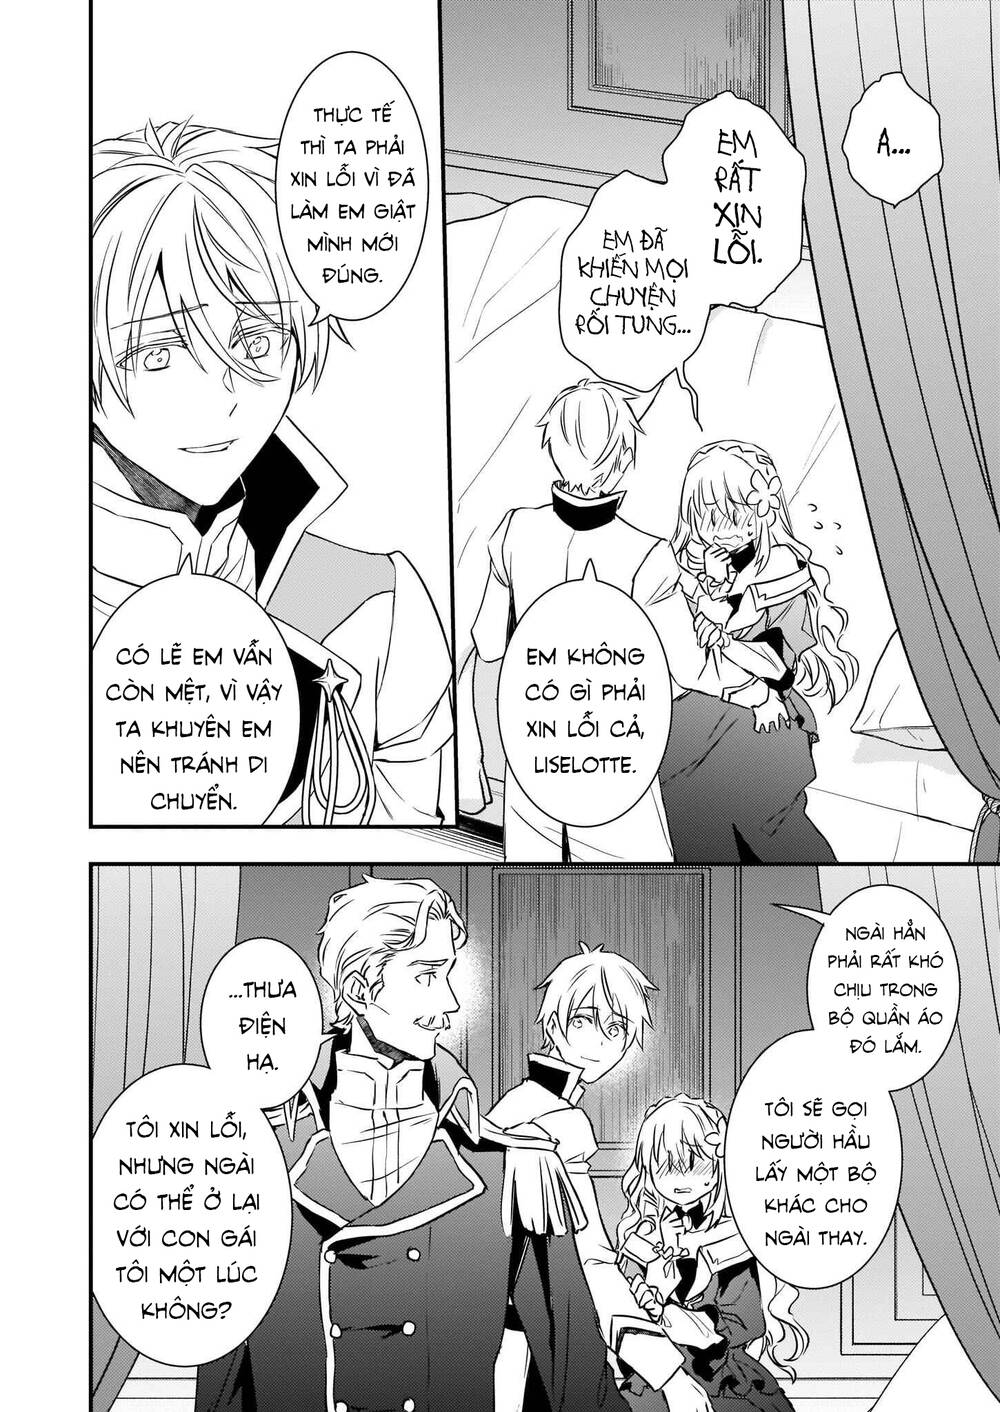 A...
EM
RẤT
XIN
LỖI.
EM ĐÃ
KHIẾN MỌI
CHUYỆN
RỐI TUNG...
EM KHÔNG
CÓ GÌ PHẢI
XIN LỖI CẢ,
LISELOTTE.
THỰC TẾ
THÌ TA PHẢI
XIN LỖI VÌ ĐÃ
LÀM EM GIẬT
MÌNH MỚI
ĐÚNG.
CÓ LẼ EM VẪN
CÒN MỆT, VÌ VẬY
TA KHUYÊN EM
NÊN TRÁNH DI
CHUYỂN.
NGÀI HẲN
PHẢI RẤT KHÓ
CHỊU TRONG
BỘ QUẦN ÁO
ĐÓ LẮM.
TÔI SẼ GỌI
NGƯỜI HẦU
LẤY MỘT BỘ
KHÁC CHO
NGÀI THAY.
...THƯA
ĐIỆN
HẠ.
TÔI XIN LỖI,
NHƯNG NGÀI
CÓ THỂ Ở LẠI
VỚI CON GÁI
TÔI MỘT LÚC
KHÔNG?